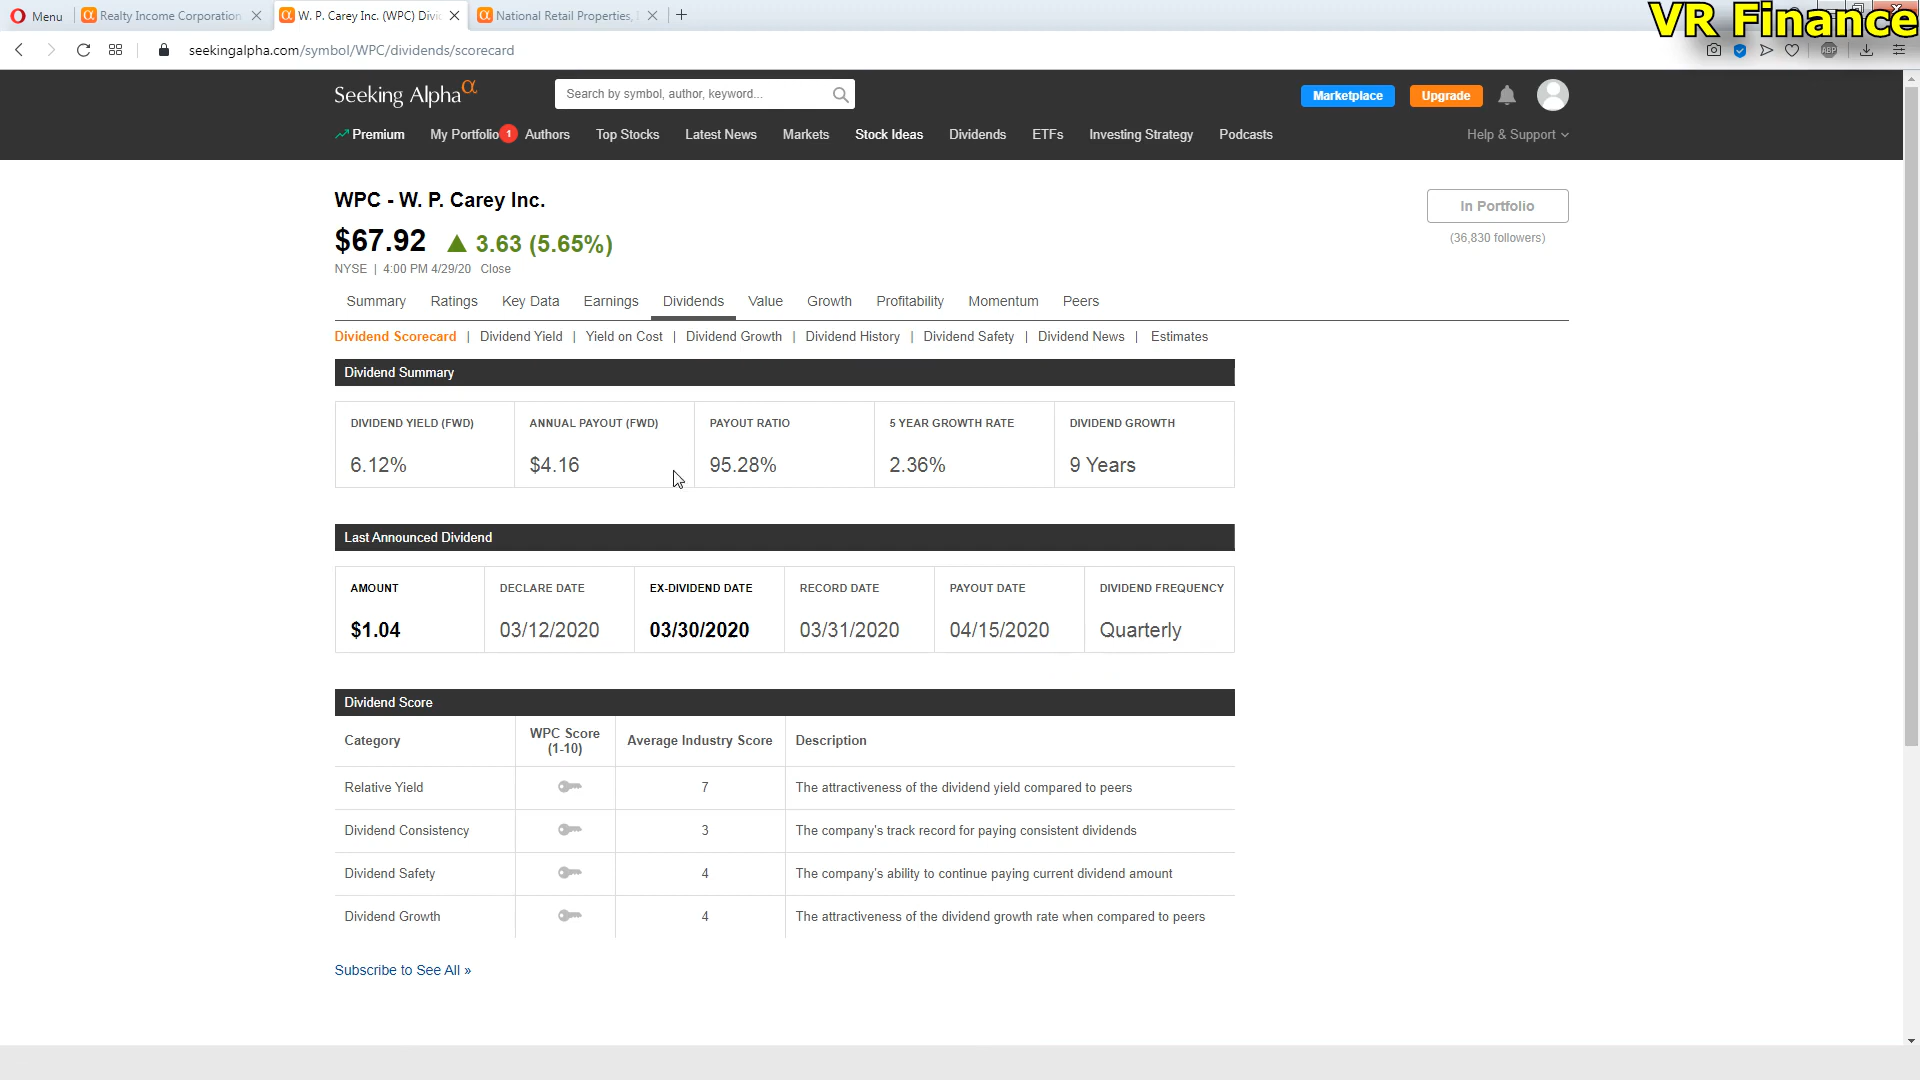 Menu
Realty Income Corporation
W. P. Carey Inc. (WPC) Divi
National Retail Properties,
VR Finance
seekingalpha.com/symbol/WPC/dividends/scorecard
ABP
Seeking Alpha α
Search by symbol, author, keyword...
Marketplace
Upgrade
Premium My Portfolio 1 Authors Top Stocks Latest News Markets Stock Ideas Dividends ETFs Investing Strategy Podcasts Help & Support
WPC - W. P. Carey Inc.
In Portfolio
$67.92 ▲ 3.63 (5.65%)
(36,830 followers)
NYSE | 4:00 PM 4/29/20 Close
Summary Ratings Key Data Earnings Dividends Value Growth Profitability Momentum Peers
Dividend Scorecard | Dividend Yield | Yield on Cost | Dividend Growth | Dividend History | Dividend Safety | Dividend News | Estimates
Dividend Summary
DIVIDEND YIELD (FWD) ANNUAL PAYOUT (FWD) PAYOUT RATIO 5 YEAR GROWTH RATE DIVIDEND GROWTH
6.12% $4.16 95.28% 2.36% 9 Years
Last Announced Dividend
AMOUNT DECLARE DATE EX-DIVIDEND DATE RECORD DATE PAYOUT DATE DIVIDEND FREQUENCY
$1.04 03/12/2020 03/30/2020 03/31/2020 04/15/2020 Quarterly
Dividend Score
Category WPC Score (1-10) Average Industry Score Description
Relative Yield 7 The attractiveness of the dividend yield compared to peers
Dividend Consistency 3 The company's track record for paying consistent dividends
Dividend Safety 4 The company's ability to continue paying current dividend amount
Dividend Growth 4 The attractiveness of the dividend growth rate when compared to peers
Subscribe to See All »